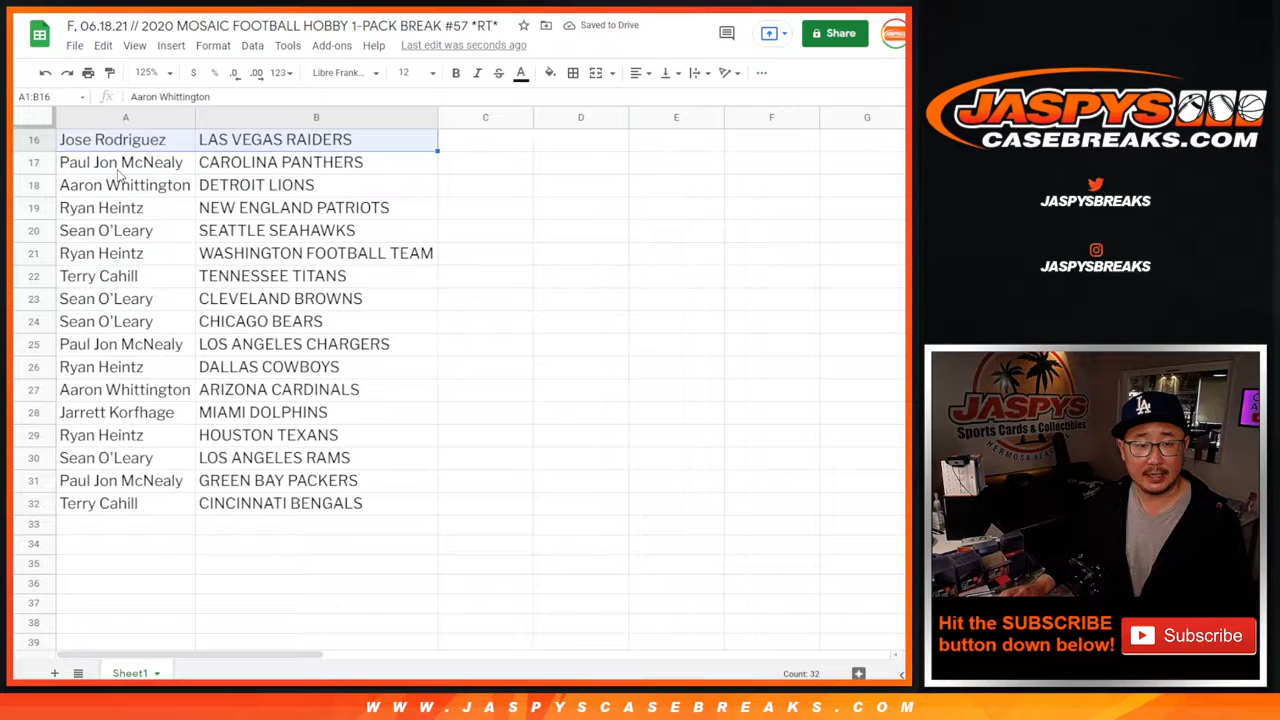 F, 06.18.21 // 2020 MOSAIC FOOTBALL HOBBY 1-PACK BREAK #57 *RT*
Saved to Drive
File Edit View Insert Format Data Tools Add-ons Help Last edit was seconds ago
Share
125% $ % .0 .00 123 Libre Frank... 12 B I S A
A1:B16 fx Aaron Whittington
A B C D E F G
16 Jose Rodriguez LAS VEGAS RAIDERS
17 Paul Jon McNealy CAROLINA PANTHERS
18 Aaron Whittington DETROIT LIONS
19 Ryan Heintz NEW ENGLAND PATRIOTS
20 Sean O'Leary SEATTLE SEAHAWKS
21 Ryan Heintz WASHINGTON FOOTBALL TEAM
22 Terry Cahill TENNESSEE TITANS
23 Sean O'Leary CLEVELAND BROWNS
24 Sean O'Leary CHICAGO BEARS
25 Paul Jon McNealy LOS ANGELES CHARGERS
26 Ryan Heintz DALLAS COWBOYS
27 Aaron Whittington ARIZONA CARDINALS
28 Jarrett Korfhage MIAMI DOLPHINS
29 Ryan Heintz HOUSTON TEXANS
30 Sean O'Leary LOS ANGELES RAMS
31 Paul Jon McNealy GREEN BAY PACKERS
32 Terry Cahill CINCINNATI BENGALS
33
34
35
36
37
38
39
Sheet1
Count: 32
JASPYS
CASEBREAKS.COM
JASPYSBREAKS
JASPYSBREAKS
JASPYS
Sports Cards & Collectibles
HERMOSA BEACH
LA
Hit the SUBSCRIBE
button down below!
Subscribe
WWW.JASPYSCASEBREAKS.COM